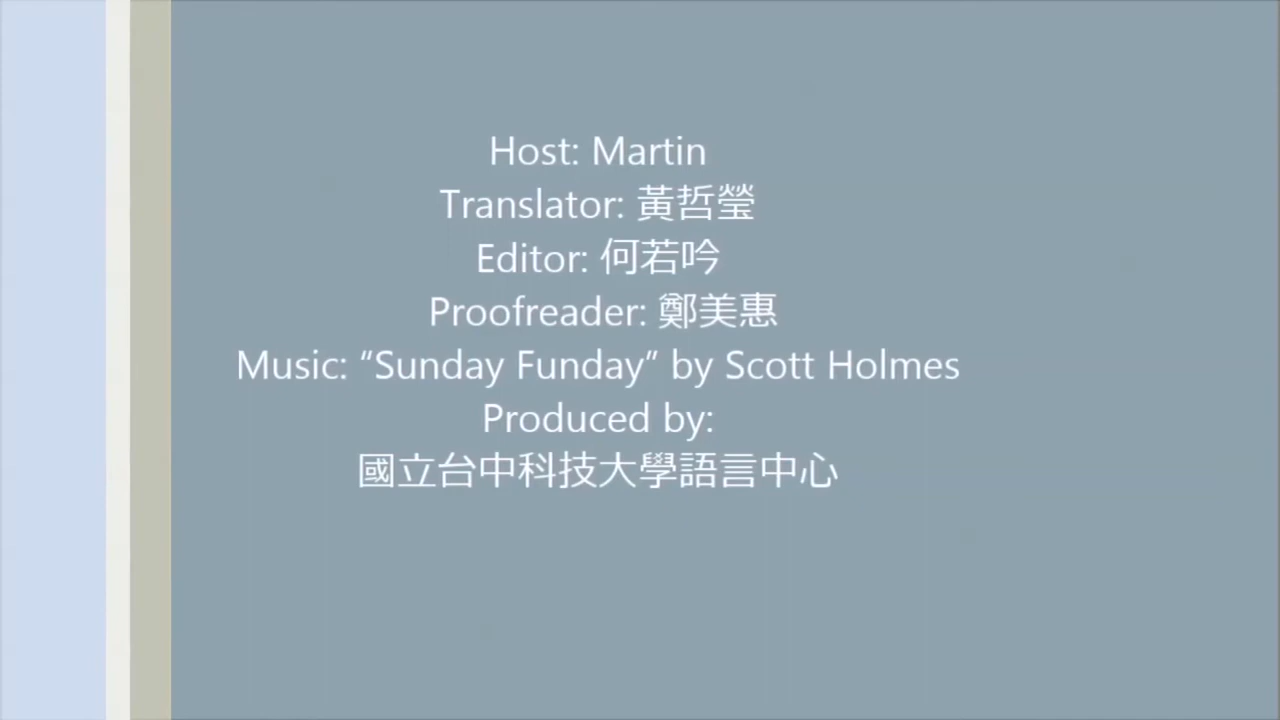 Host: Martin
Translator: 黃哲瑩
Editor: 何若吟
Proofreader: 鄭美惠
Music: “Sunday Funday” by Scott Holmes
Produced by:
國立台中科技大學語言中心